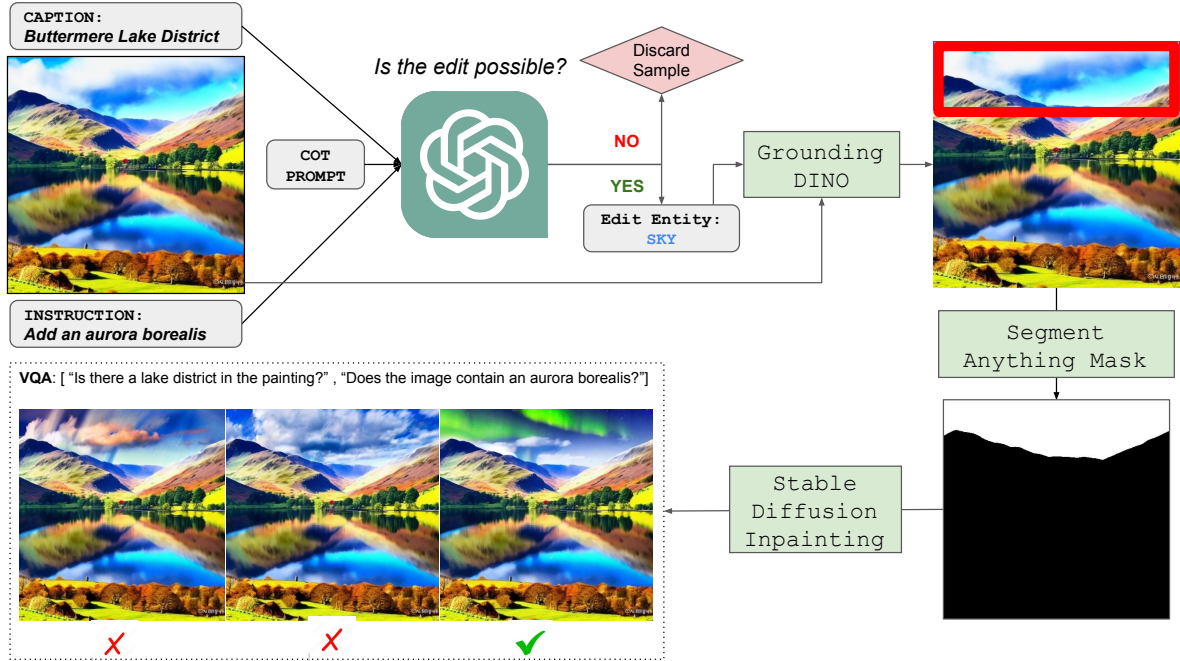 CAPTION:
Buttermere Lake District
Is the edit possible?
Discard
Sample
COT
PROMPT
NO
YES
Edit Entity:
SKY
Grounding
DINO
INSTRUCTION:
Add an aurora borealis
Segment
Anything Mask
VQA: [ “Is there a lake district in the painting?” , “Does the image contain an aurora borealis?”]
Stable
Diffusion
Inpainting